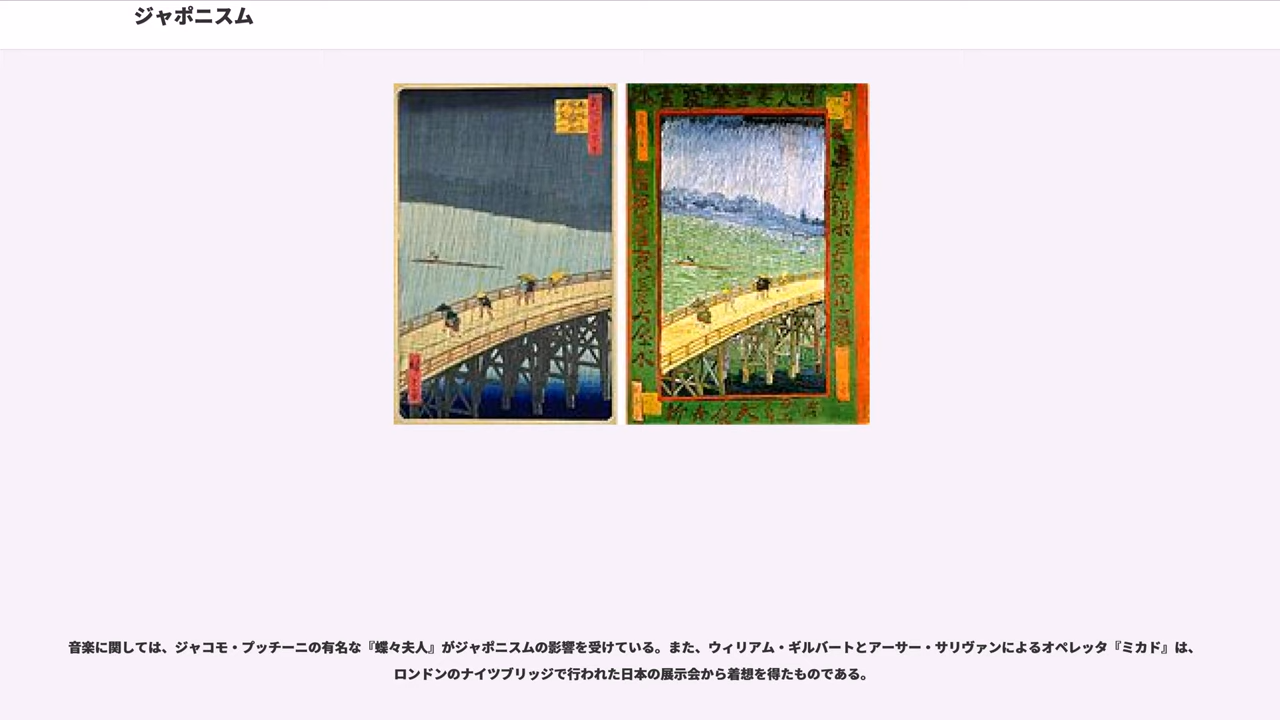 ジャポニスム
音楽に関しては、ジャコモ・プッチーニの有名な『蝶々夫人』がジャポニスムの影響を受けている。また、ウィリアム・ギルバートとアーサー・サリヴァンによるオペレッタ『ミカド』は、
ロンドンのナイツブリッジで行われた日本の展示会から着想を得たものである。